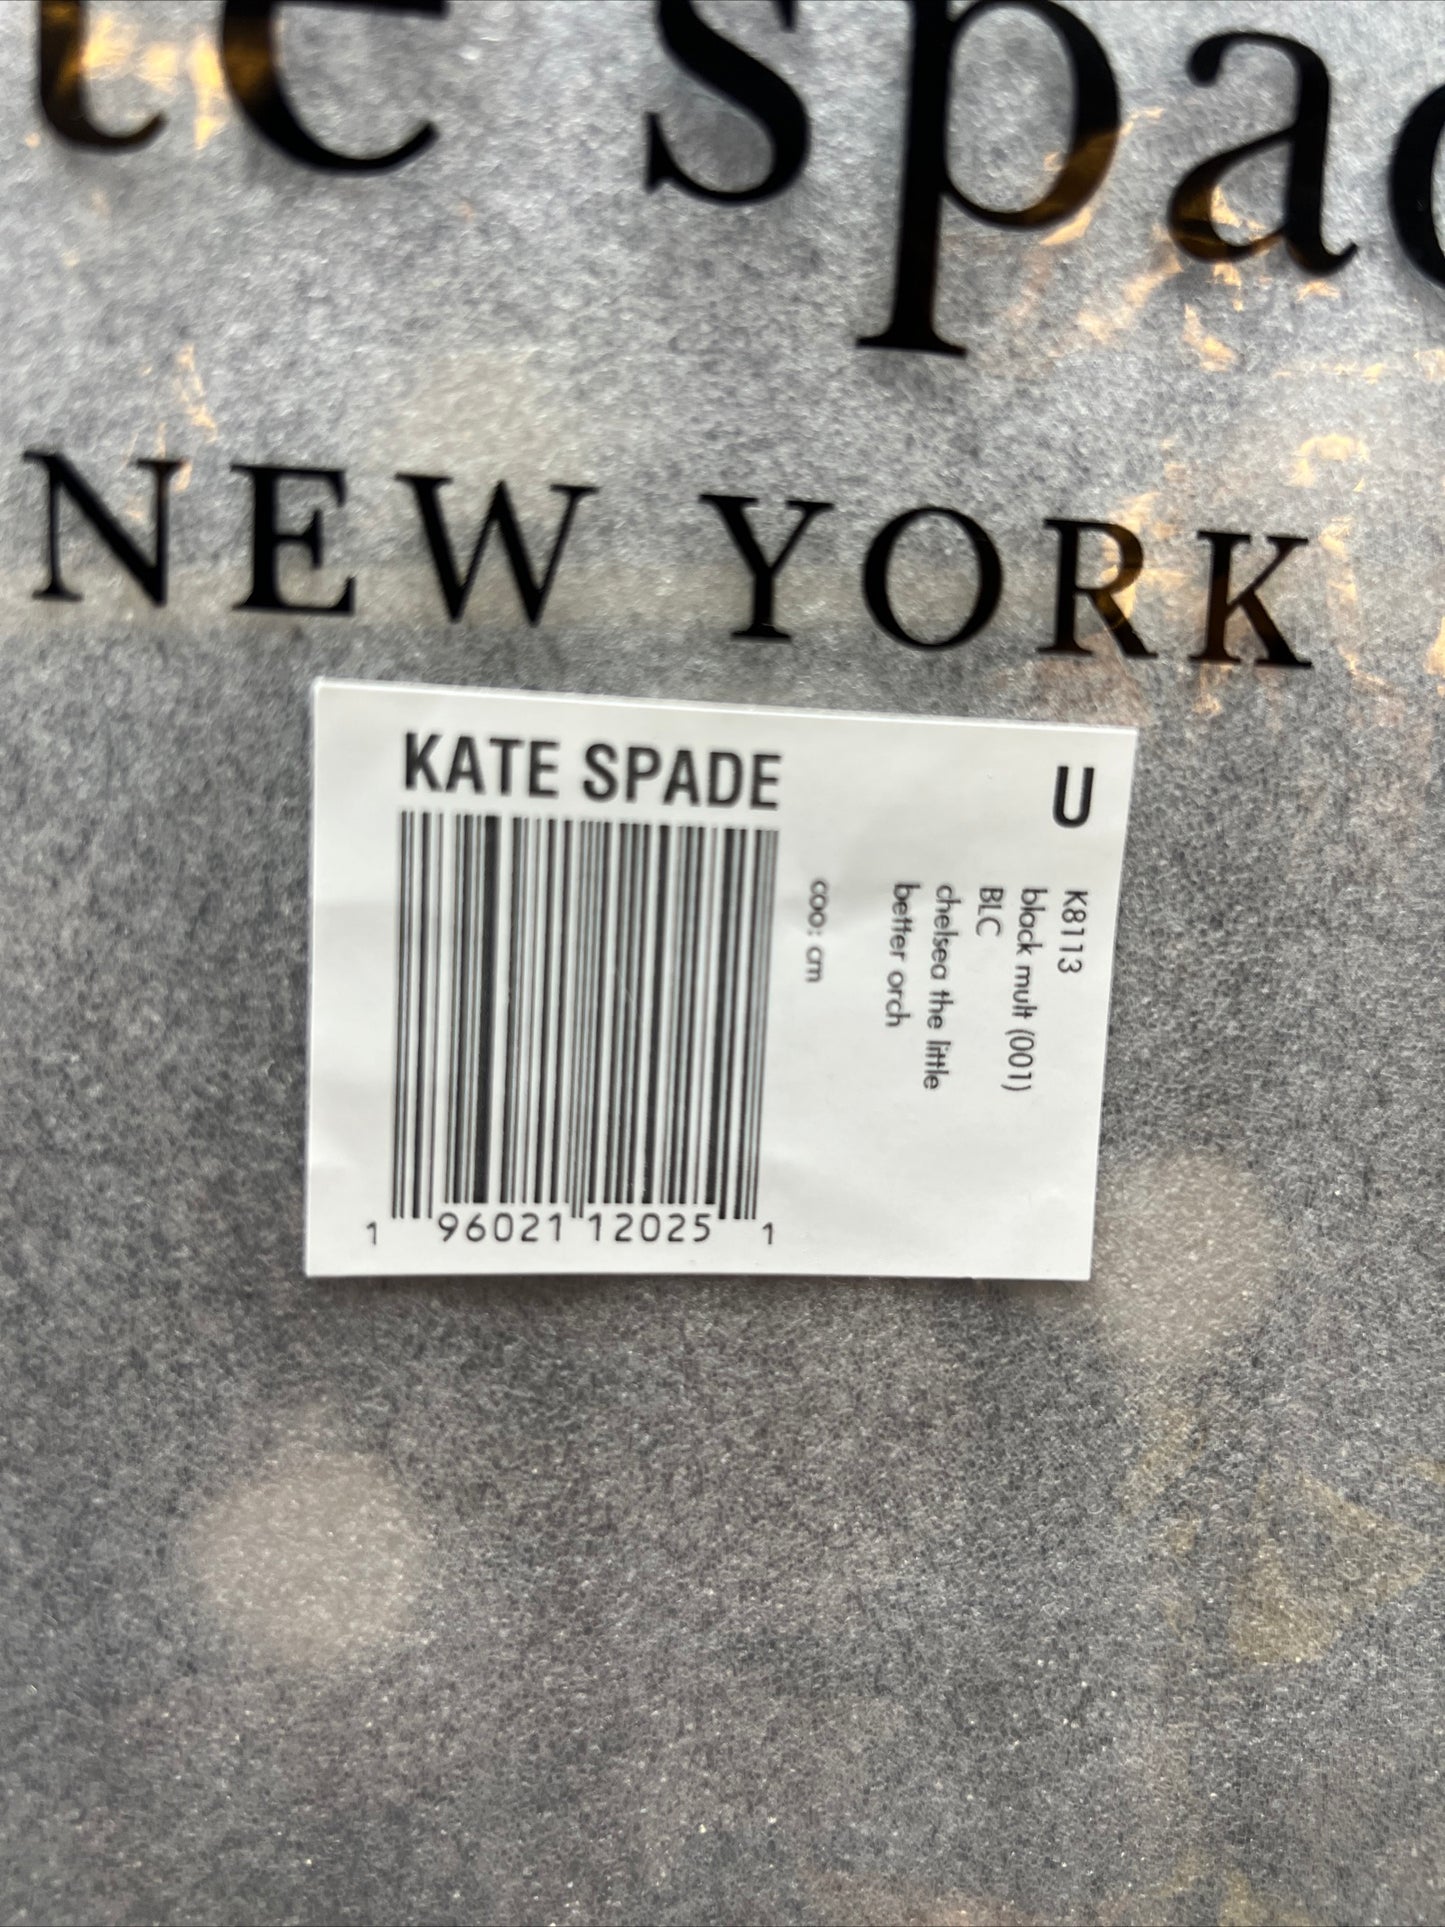 te spa
NEW YORK
KATE SPADE
U
K8113
black mult (001)
BLC
chelsea the little
better orch
coo: cm
1 96021 12025 1